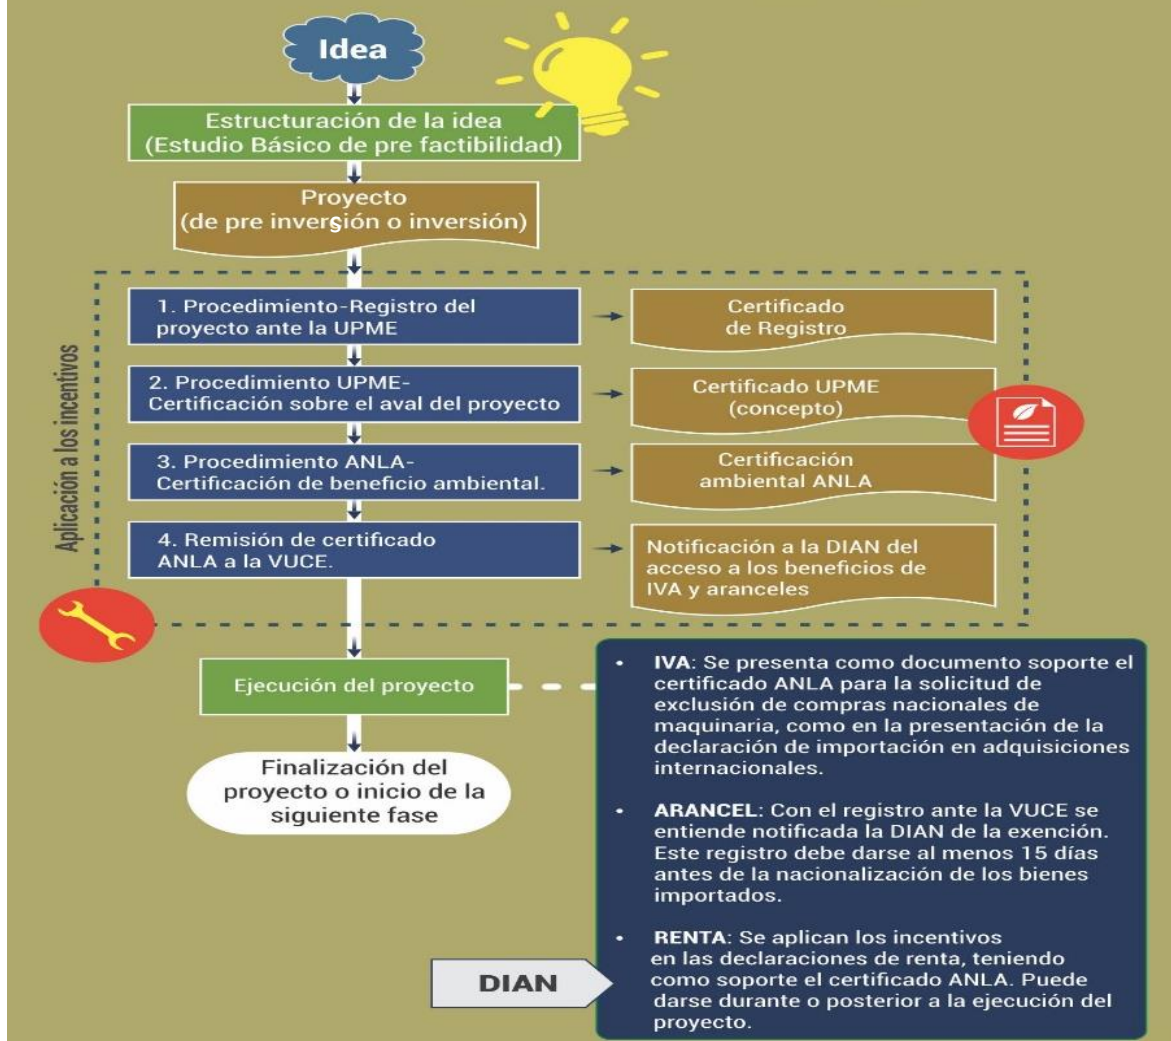 Idea
Estructuración de la idea
(Estudio Básico de pre factibilidad)
Proyecto
(de pre inversión o inversión)
Aplicación a los incentivos
1. Procedimiento-Registro del
proyecto ante la UPME
Certificado
de Registro
2. Procedimiento UPME-
Certificación sobre el aval del proyecto
Certificado UPME
(concepto)
3. Procedimiento ANLA-
Certificación de beneficio ambiental.
Certificación
ambiental ANLA
4. Remisión de certificado
ANLA a la VUCE.
Notificación a la DIAN del
acceso a los beneficios de
IVA y aranceles
Ejecución del proyecto
Finalización del
proyecto o inicio de la
siguiente fase
• IVA: Se presenta como documento soporte el
certificado ANLA para la solicitud de
exclusión de compras nacionales de
maquinaria, como en la presentación de la
declaración de importación en adquisiciones
internacionales.
• ARANCEL: Con el registro ante la VUCE se
entiende notificada la DIAN de la exención.
Este registro debe darse al menos 15 días
antes de la nacionalización de los bienes
importados.
• RENTA: Se aplican los incentivos
en las declaraciones de renta, teniendo
como soporte el certificado ANLA. Puede
darse durante o posterior a la ejecución del
proyecto.
DIAN